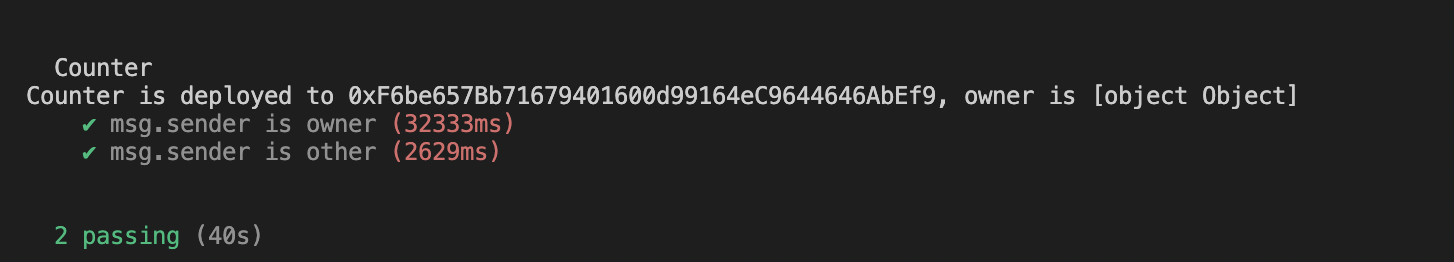 Counter
Counter is deployed to 0xF6be657Bb71679401600d99164eC9644646AbEf9, owner is [object Object]
✔ msg.sender is owner (32333ms)
✔ msg.sender is other (2629ms)
2 passing (40s)